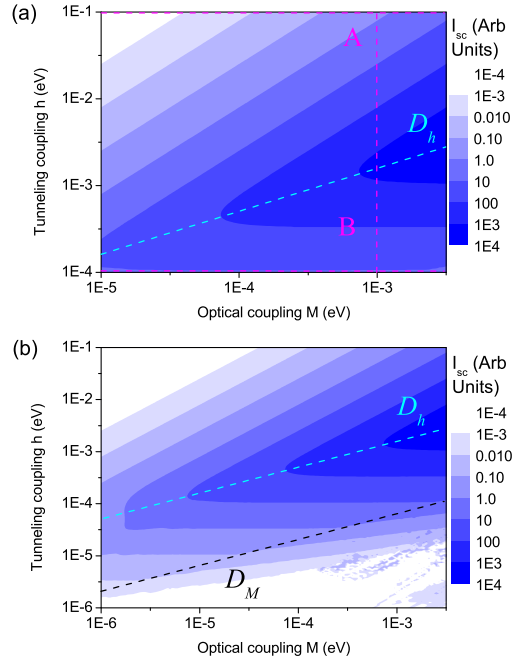 (a)
1E-1
1E-2
1E-3
1E-4
Tunneling coupling h (eV)
A
B
D_h
1E-5
1E-4
1E-3
Optical coupling M (eV)
I_sc (Arb
Units)
1E-4
1E-3
0.010
0.10
1.0
10
100
1E3
1E4
(b)
1E-1
1E-2
1E-3
1E-4
1E-5
1E-6
Tunneling coupling h (eV)
D_h
D_M
1E-6
1E-5
1E-4
1E-3
Optical coupling M (eV)
I_sc (Arb
Units)
1E-4
1E-3
0.010
0.10
1.0
10
100
1E3
1E4